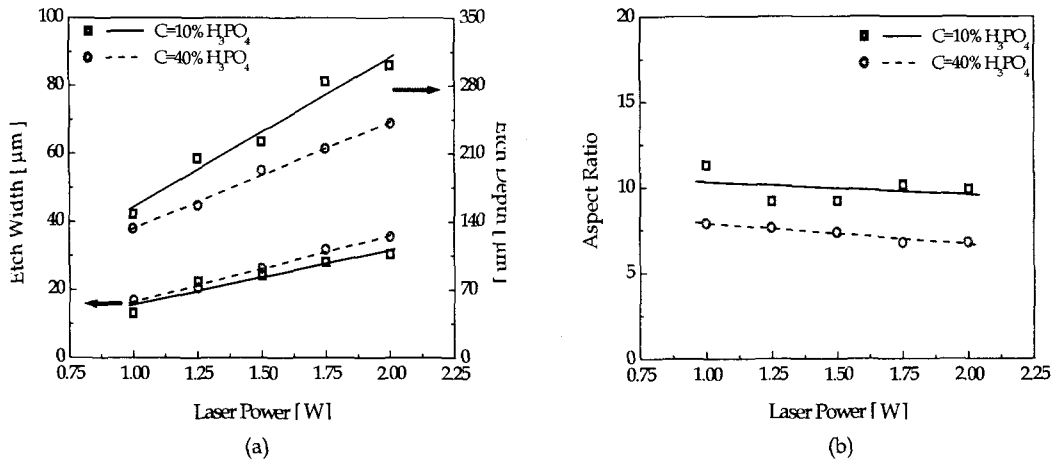 C=10% H3PO4
C=40% H3PO4
100
80
60
40
20
0
Etch Width [ μm]
350
280
210
140
70
0
Etch Depth [ μm]
0.75 1.00 1.25 1.50 1.75 2.00 2.25
Laser Power [ W]
(a)
C=10% H3PO4
C=40% H3PO4
20
15
10
5
0
Aspect Ratio
0.75 1.00 1.25 1.50 1.75 2.00 2.25
Laser Power [ W]
(b)